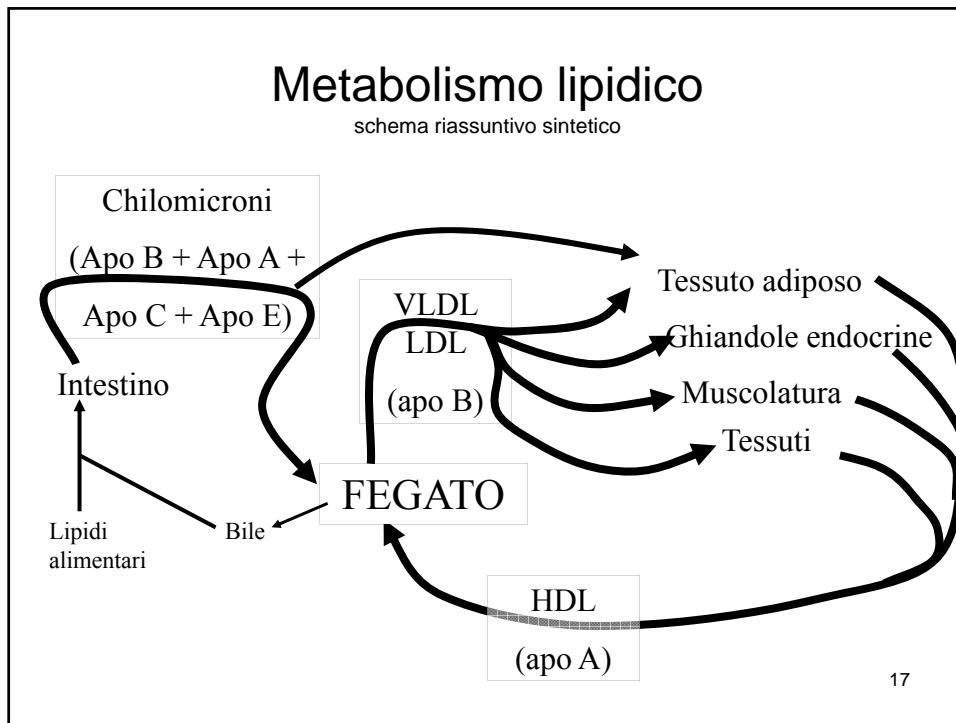 Metabolismo lipidico
schema riassuntivo sintetico
Chilomicroni
(Apo B + Apo A +
Apo C + Apo E)
Intestino
Lipidi
alimentari
Bile
VLDL
LDL
(apo B)
FEGATO
Tessuto adiposo
Ghiandole endocrine
Muscolatura
Tessuti
HDL
(apo A)
17